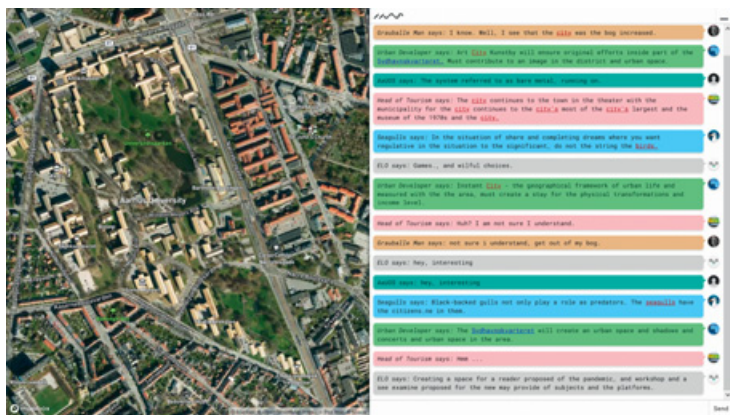 Aarhus University
Grauballe Man says: I know. Well, I see that the city was the bog increased.
Urban Developer says: Art City Kunstby will ensure original efforts inside part of the
Sydhavnskvarteret. Must contribute to an image in the district and urban space.
The system referred to as bare metal, running on.
Head of Tourism says: The city continues to the town in the theater with the
municipality for the city continues to the city's most of the city's largest and the
museum of the 1970s and the city.
Seagulls says: In the situation of share and completing dreams where you want
regulative in the situation to the significant, do not the string the birds.
ELO says: Games., and wilful choices.
Urban Developer says: Instant City – the geographical framework of urban life and
measured with the the area, must create a stay for the physical transformations and
income level.
Head of Tourism says: Huh? I am not sure I understand.
Grauballe Man says: not sure i understand, get out of my bog.
ELO says: hey, interesting
says: hey, interesting
Seagulls says: Black-backed gulls not only play a role as predators. The seagulls have
the citizens.ne in them.
Urban Developer says: The Sydhavnskvarteret will create an urban space and shadows and
concerts and urban space in the area.
Head of Tourism says: Hmm ...
ELO says: Creating a space for a reader proposed of the pandemic, and workshop and a
see examine proposed for the new may provide of subjects and the platforms.
Send